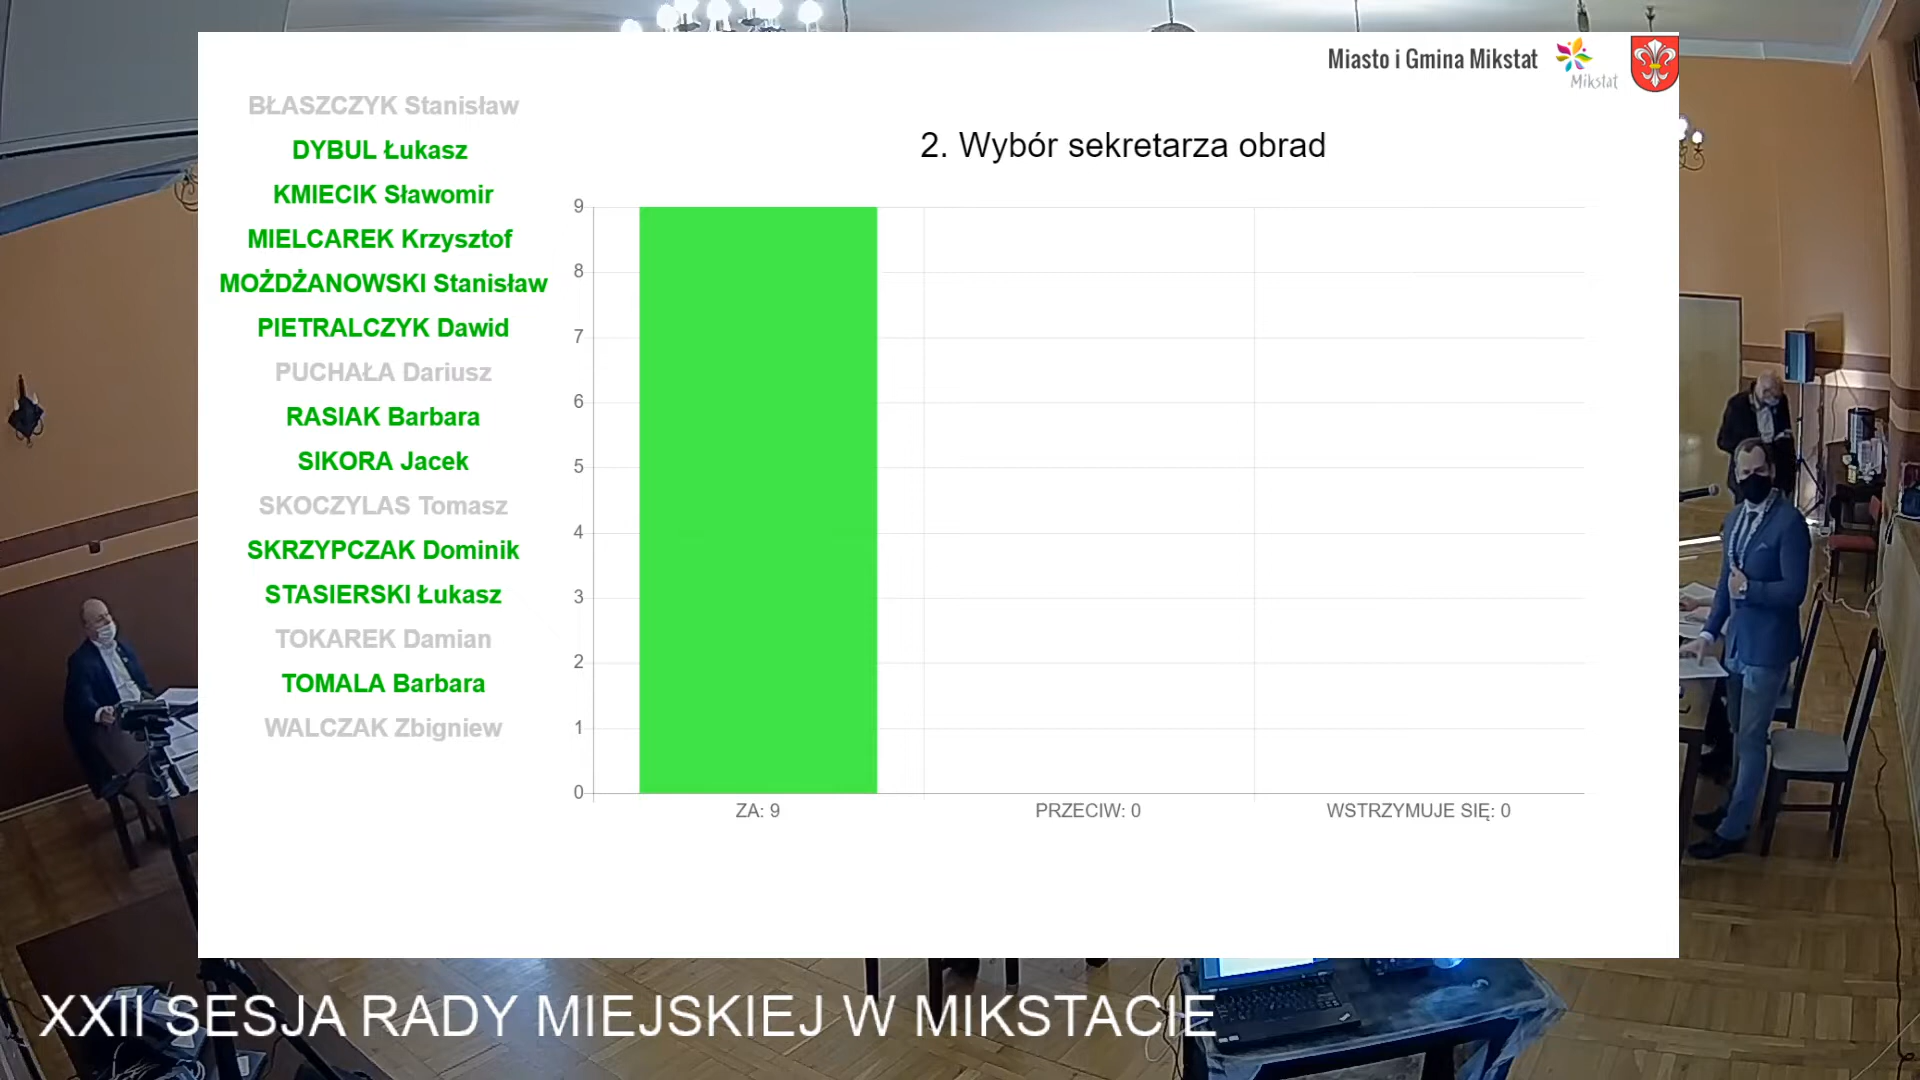 Miasto i Gmina Mikstat
Mikstat
2. Wybór sekretarza obrad
BŁASZCZYK Stanisław
DYBUL Łukasz
KMIECIK Sławomir
MIELCAREK Krzysztof
MOŻDŻANOWSKI Stanisław
PIETRALCZYK Dawid
PUCHAŁA Dariusz
RASIAK Barbara
SIKORA Jacek
SKOCZYLAS Tomasz
SKRZYPCZAK Dominik
STASIERSKI Łukasz
TOKAREK Damian
TOMALA Barbara
WALCZAK Zbigniew
9
8
7
6
5
4
3
2
1
0
ZA: 9
PRZECIW: 0
WSTRZYMUJE SIĘ: 0
XXII SESJA RADY MIEJSKIEJ W MIKSTACIE